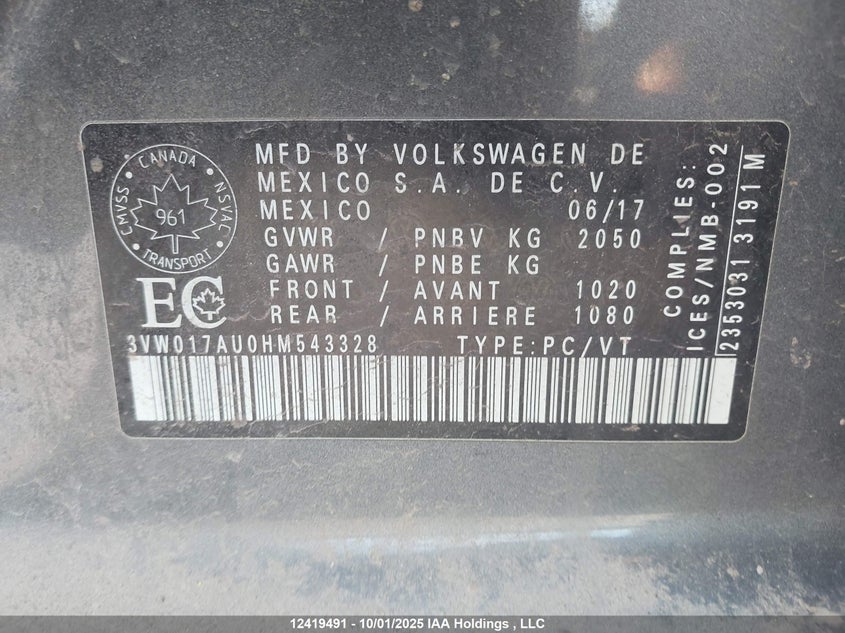 CMVSS CANADA NSVAC
961
TRANSPORT
EC
MFD BY VOLKSWAGEN DE
MEXICO S.A. DE C.V.
MEXICO 06/17
GVWR / PNBV KG 2050
GAWR / PNBE KG
FRONT / AVANT 1020
REAR / ARRIERE 1080
3VW017AU0HM543328 TYPE:PC/VT
COMPLIES:
ICES/NMB-002
2353031 3191 M
12419491 - 10/01/2025 IAA Holdings , LLC